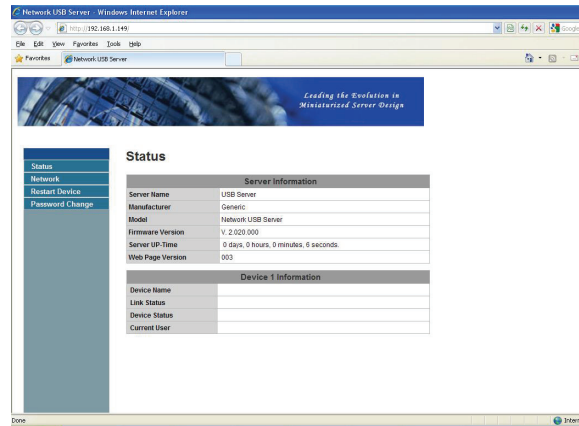 Network USB Server - Windows Internet Explorer
http://192.168.1.149/
Google
File Edit View Favorites Tools Help
Favorites Network USB Server
Leading the Evolution in
Miniaturized Server Design
Status
Network
Restart Device
Password Change
Status
Server Information
Server Name USB Server
Manufacturer Generic
Model Network USB Server
Firmware Version V. 2.020.000
Server UP-Time 0 days, 0 hours, 0 minutes, 6 seconds.
Web Page Version 003
Device 1 Information
Device Name
Link Status
Device Status
Current User
Done
Intern